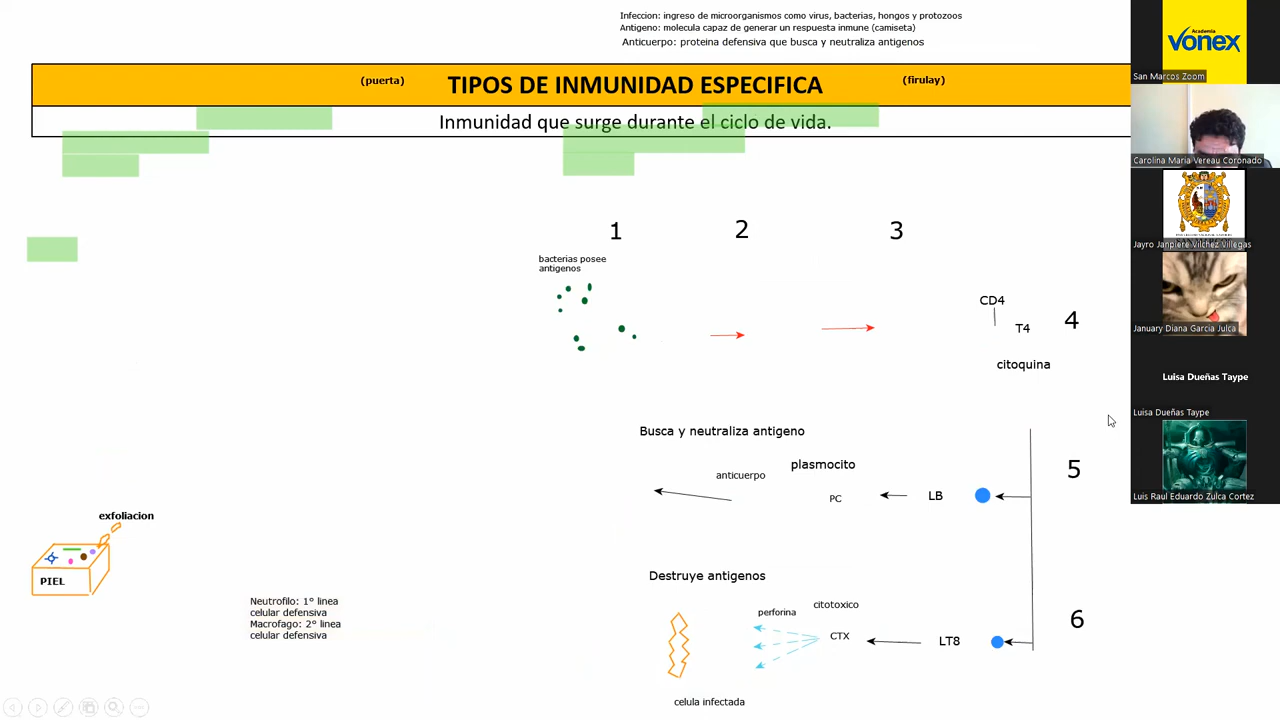 Infeccion: ingreso de microorganismos como virus, bacterias, hongos y protozoos
Antigeno: molecula capaz de generar un respuesta inmune (camiseta)
Anticuerpo: proteina defensiva que busca y neutraliza antigenos
(puerta)
TIPOS DE INMUNIDAD ESPECIFICA
(firulay)
Inmunidad que surge durante el ciclo de vida.
1
2
3
bacterias posee
antigenos
CD4
T4
4
citoquina
Busca y neutraliza antigeno
plasmocito
anticuerpo
PC
LB
5
exfoliacion
PIEL
Neutrofilo: 1° linea
celular defensiva
Macrofago: 2° linea
celular defensiva
Destruye antigenos
citotoxico
perforina
CTX
LT8
6
celula infectada
Academia
Vonex
San Marcos Zoom
Carolina Maria Vereau Coronado
Jayro Janpiere Vilchez Villegas
January Diana Garcia Julca
Luisa Dueñas Taype
Luisa Dueñas Taype
Luis Raul Eduardo Zulca Cortez